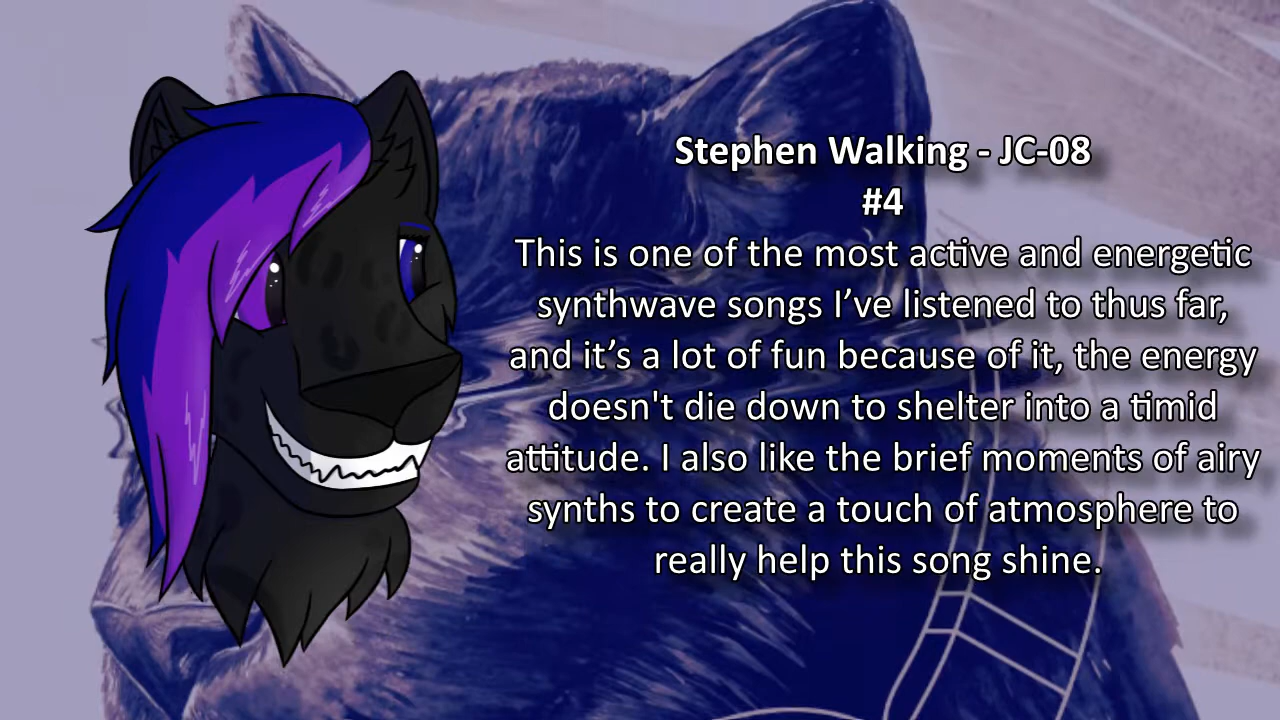 Stephen Walking - JC-08
#4
This is one of the most active and energetic
synthwave songs I’ve listened to thus far,
and it’s a lot of fun because of it, the energy
doesn't die down to shelter into a timid
attitude. I also like the brief moments of airy
synths to create a touch of atmosphere to
really help this song shine.